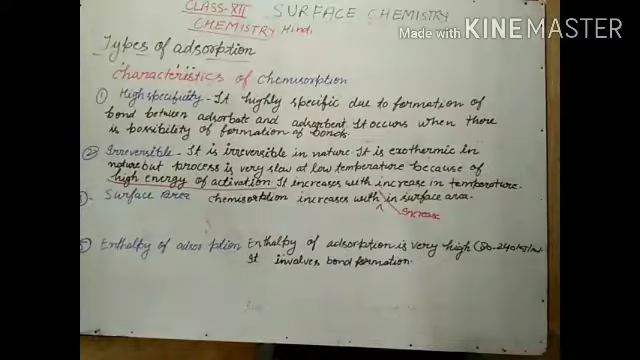 CLASS-XII SURFACE CHEMISTRY
CHEMISTRY Hindi
Made with KINEMASTER
Types of adsorption
Characteristics of chemisorption
① High specificity - It highly specific due to formation of
bond between adsorbate and adsorbent. It occurs when there
is possibility of formation of bonds.
② Irreversible - It is irreversible in nature. It is exothermic in
nature but process is very slow at low temperature because of
high energy of activation. It increases with increase in temperature.
Surface Area chemisorption increases with in surface area.
^ increase
Enthalpy of adsorption Enthalpy of adsorption is very high
It involves bond formation.